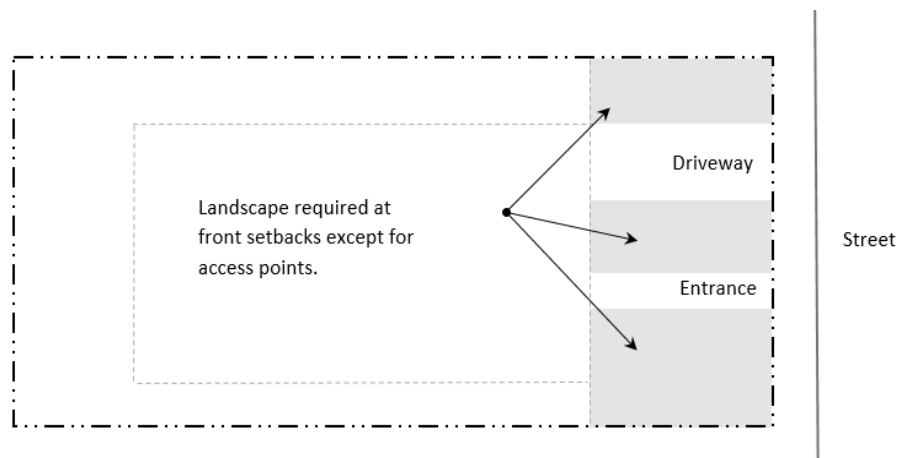 Driveway
Landscape required at
front setbacks except for
access points.
Street
Entrance